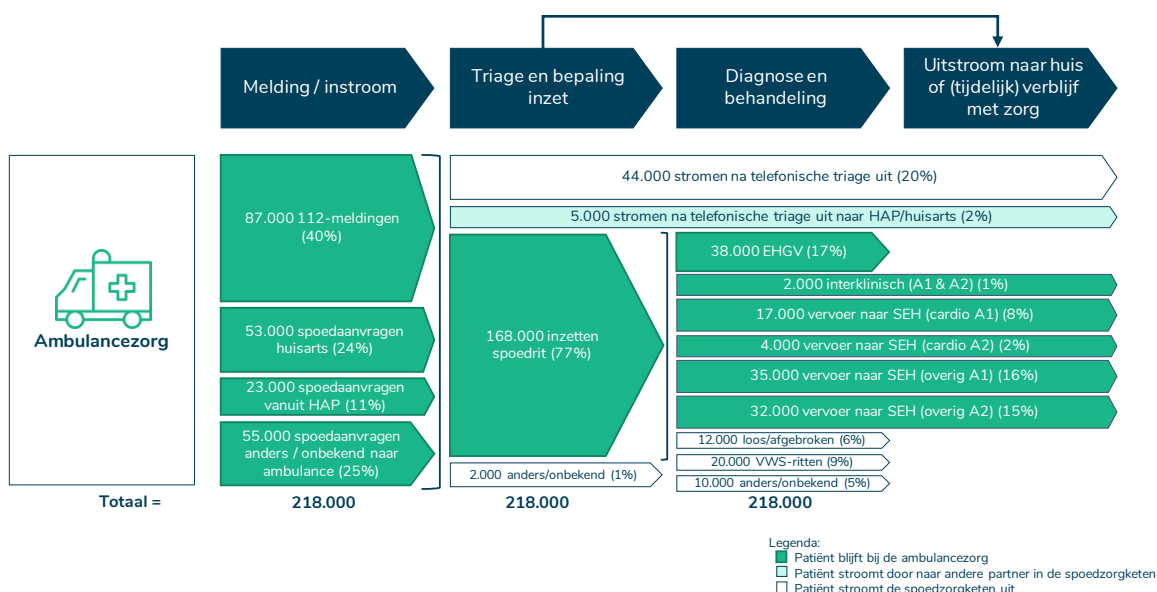 Melding / instroom
Triage en bepaling
inzet
Diagnose en
behandeling
Uitstroom naar huis
of (tijdelijk) verblijf
met zorg
Ambulancezorg
87.000 112-meldingen
(40%)
53.000 spoedaanvragen
huisarts (24%)
23.000 spoedaanvragen
vanuit HAP (11%)
55.000 spoedaanvragen
anders / onbekend naar
ambulance (25%)
44.000 stromen na telefonische triage uit (20%)
5.000 stromen na telefonische triage uit naar HAP/huisarts (2%)
168.000 inzetten
spoedrit (77%)
2.000 anders/onbekend (1%)
38.000 EHGV (17%)
2.000 interklinisch (A1 & A2) (1%)
17.000 vervoer naar SEH (cardio A1) (8%)
4.000 vervoer naar SEH (cardio A2) (2%)
35.000 vervoer naar SEH (overig A1) (16%)
32.000 vervoer naar SEH (overig A2) (15%)
12.000 loos/afgebroken (6%)
20.000 VWS-ritten (9%)
10.000 anders/onbekend (5%)
Totaal =
218.000
218.000
218.000
Legenda:
Patiënt blijft bij de ambulancezorg
Patiënt stroomt door naar andere partner in de spoedzorgketen
Patiënt stroomt de spoedzorgketen uit